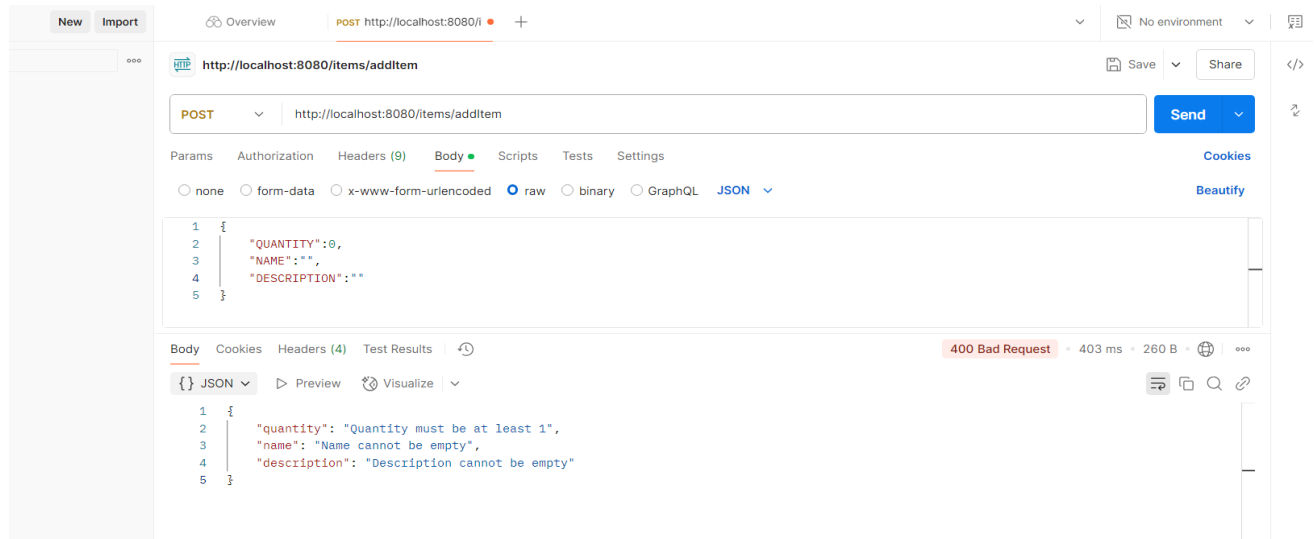 New Import Overview POST http://localhost:8080/i No environment
HTTP http://localhost:8080/items/addItem Save Share
POST http://localhost:8080/items/addItem Send
Params Authorization Headers (9) Body Scripts Tests Settings Cookies
none form-data x-www-form-urlencoded raw binary GraphQL JSON Beautify
1 {
2 "QUANTITY":0,
3 "NAME":"",
4 "DESCRIPTION":""
5 }
Body Cookies Headers (4) Test Results 400 Bad Request 403 ms 260 B
{} JSON Preview Visualize
1 {
2 "quantity": "Quantity must be at least 1",
3 "name": "Name cannot be empty",
4 "description": "Description cannot be empty"
5 }